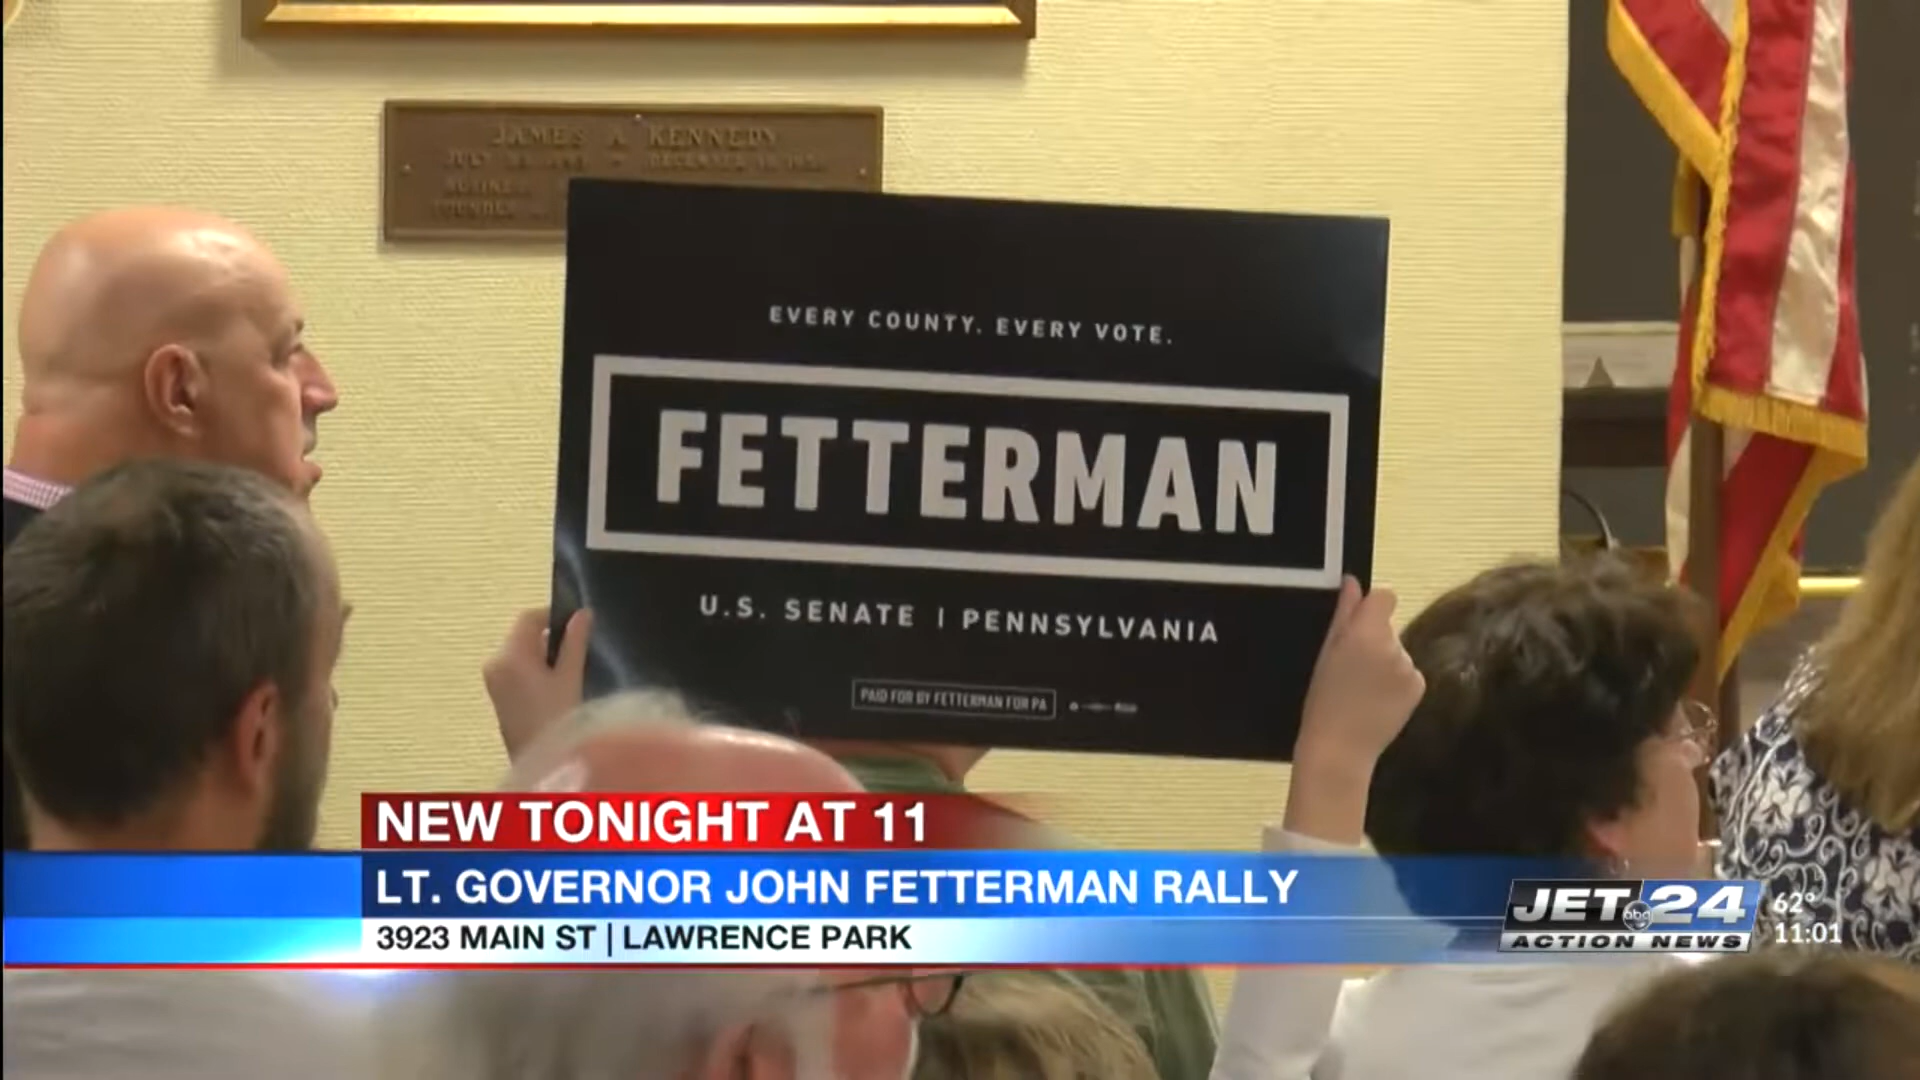 JAMES A KENNEDY
EVERY COUNTY. EVERY VOTE.
FETTERMAN
U.S. SENATE | PENNSYLVANIA
PAID FOR BY FETTERMAN FOR PA
NEW TONIGHT AT 11
LT. GOVERNOR JOHN FETTERMAN RALLY
3923 MAIN ST | LAWRENCE PARK
JET abc 24
ACTION NEWS
62°
11:01